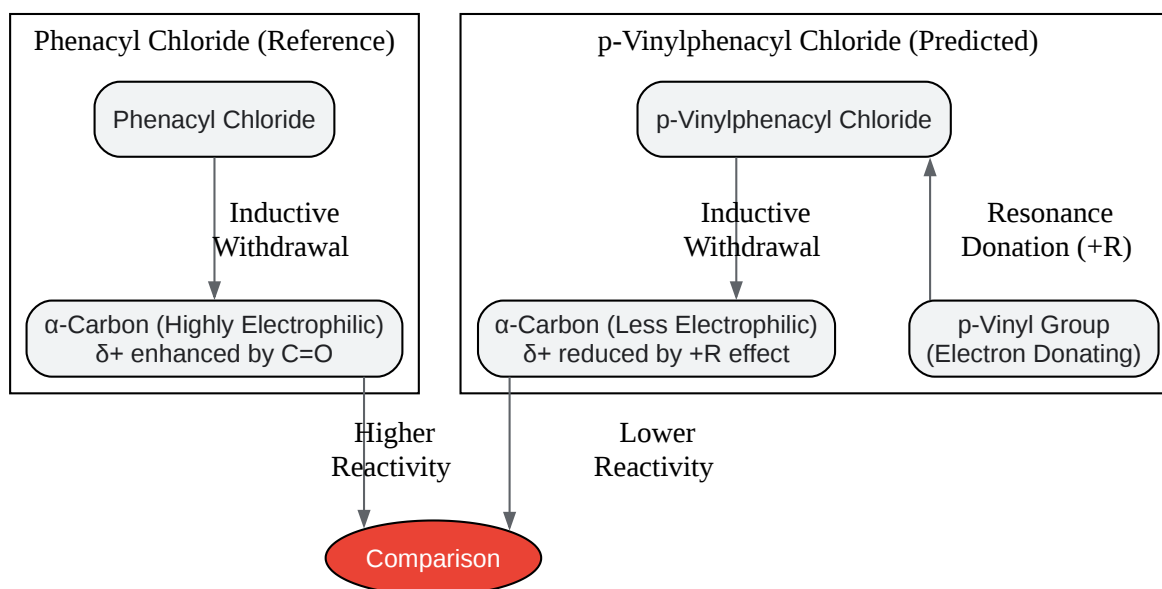 Phenacyl Chloride (Reference)
Phenacyl Chloride
Inductive
Withdrawal
α-Carbon (Highly Electrophilic)
δ+ enhanced by C=O
Higher
Reactivity
p-Vinylphenacyl Chloride (Predicted)
p-Vinylphenacyl Chloride
Inductive
Withdrawal
Resonance
Donation (+R)
α-Carbon (Less Electrophilic)
δ+ reduced by +R effect
p-Vinyl Group
(Electron Donating)
Lower
Reactivity
Comparison